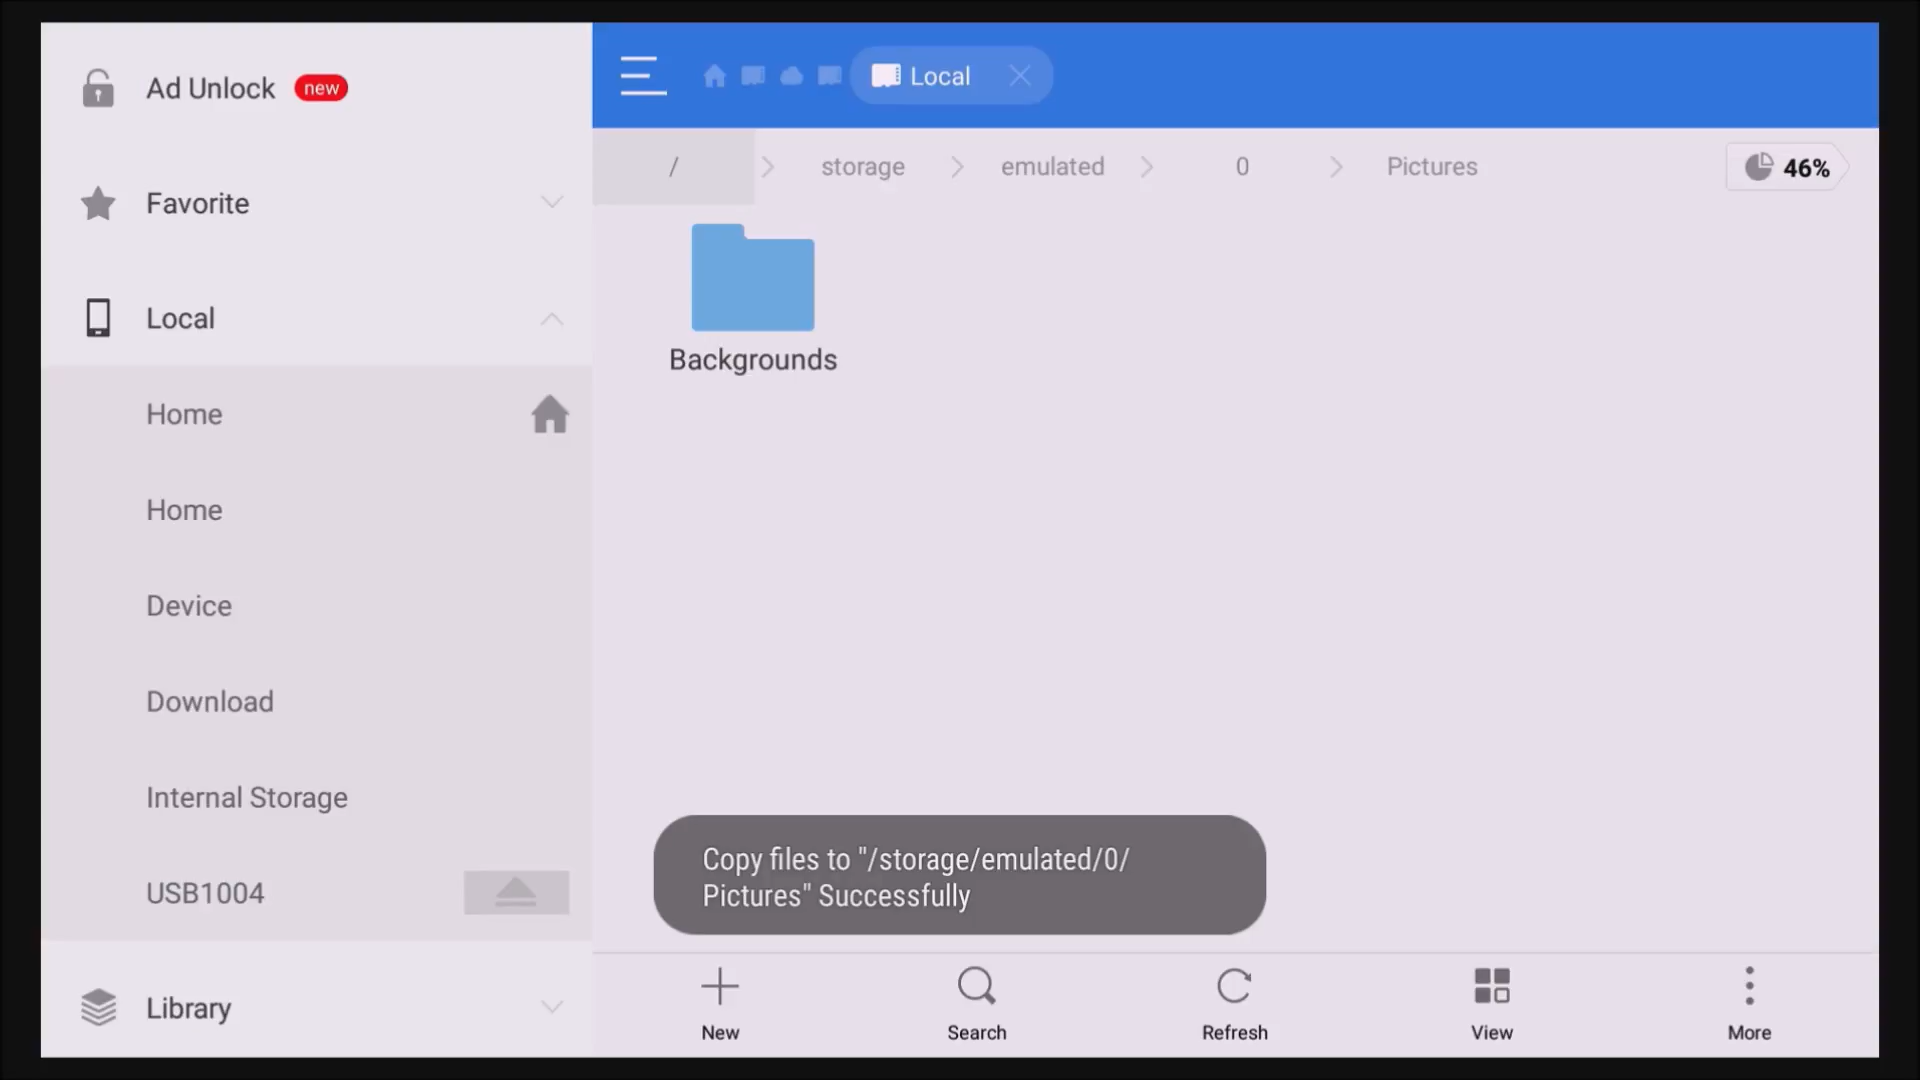 Ad Unlock new
Favorite
Local
Home
Home
Device
Download
Internal Storage
USB1004
Library
Local
/ storage emulated 0 Pictures 46%
Backgrounds
Copy files to "/storage/emulated/0/
Pictures" Successfully
New Search Refresh View More